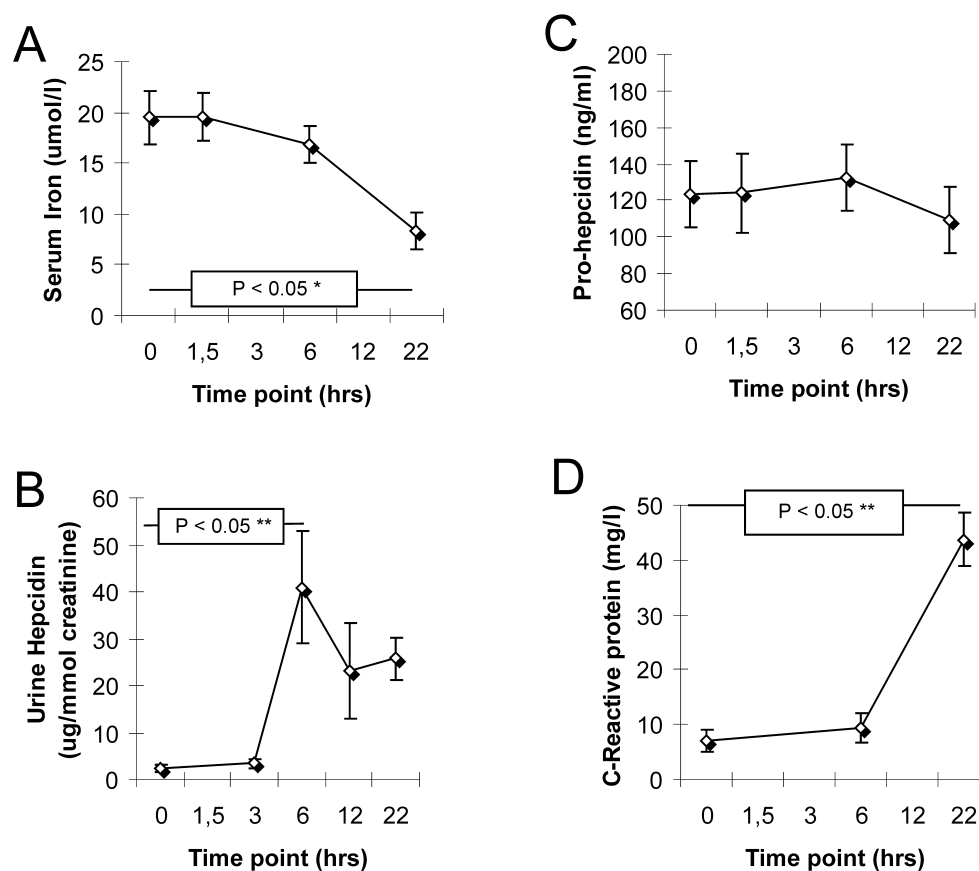 A
Serum Iron (umol/l)
25
20
15
10
5
0
P < 0.05 *
0 1,5 3 6 12 22
Time point (hrs)
C
Pro-hepcidin (ng/ml)
200
180
160
140
120
100
80
60
0 1,5 3 6 12 22
Time point (hrs)
B
Urine Hepcidin
(ug/mmol creatinine)
60
50
40
30
20
10
0
P < 0.05 **
0 1,5 3 6 12 22
Time point (hrs)
D
C-Reactive protein (mg/l)
50
40
30
20
10
0
P < 0.05 **
0 1,5 3 6 12 22
Time point (hrs)